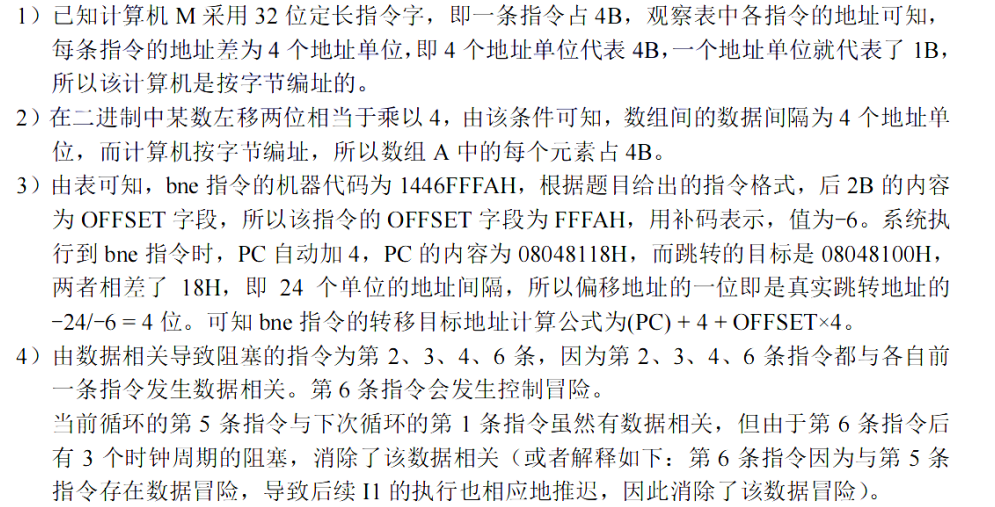 1）已知计算机 M 采用 32 位定长指令字，即一条指令占 4B，观察表中各指令的地址可知，
每条指令的地址差为 4 个地址单位，即 4 个地址单位代表 4B，一个地址单位就代表了 1B，
所以该计算机是按字节编址的。
2）在二进制中某数左移两位相当于乘以 4，由该条件可知，数组间的数据间隔为 4 个地址单
位，而计算机按字节编址，所以数组 A 中的每个元素占 4B。
3）由表可知，bne 指令的机器代码为 1446FFFAH，根据题目给出的指令格式，后 2B 的内容
为 OFFSET 字段，所以该指令的 OFFSET 字段为 FFFAH，用补码表示，值为−6。系统执
行到 bne 指令时，PC 自动加 4，PC 的内容为 08048118H，而跳转的目标是 08048100H，
两者相差了 18H，即 24 个单位的地址间隔，所以偏移地址的一位即是真实跳转地址的
−24/−6 = 4 位。可知 bne 指令的转移目标地址计算公式为(PC) + 4 + OFFSET×4。
4）由数据相关导致阻塞的指令为第 2、3、4、6 条，因为第 2、3、4、6 条指令都与各自前
一条指令发生数据相关。第 6 条指令会发生控制冒险。
当前循环的第 5 条指令与下次循环的第 1 条指令虽然有数据相关，但由于第 6 条指令后
有 3 个时钟周期的阻塞，消除了该数据相关（或者解释如下：第 6 条指令因为与第 5 条
指令存在数据冒险，导致后续 I1 的执行也相应地推迟，因此消除了该数据冒险）。